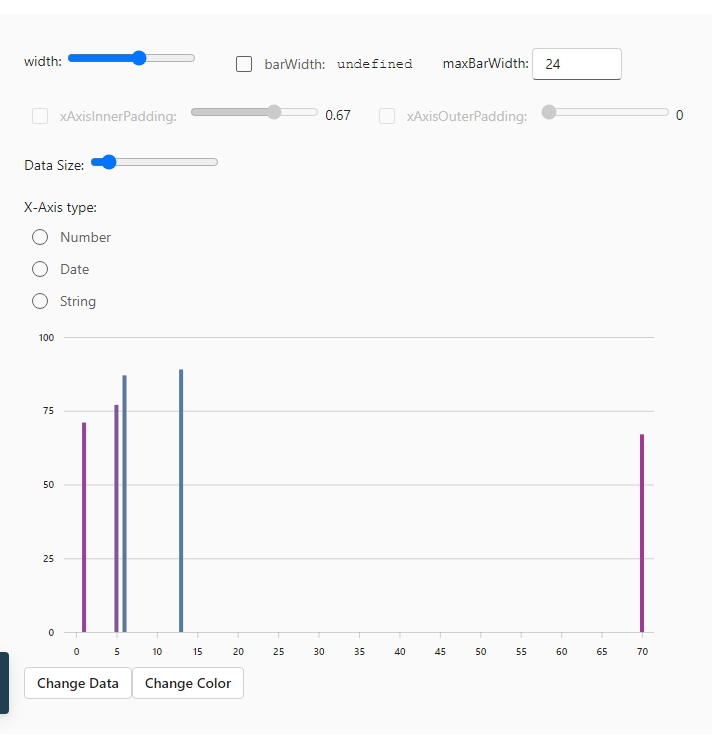 width: barWidth: undefined maxBarWidth: 24
xAxisInnerPadding: 0.67 xAxisOuterPadding: 0
Data Size:
X-Axis type:
Number
Date
String
100
75
50
25
0
0 5 10 15 20 25 30 35 40 45 50 55 60 65 70
Change Data Change Color